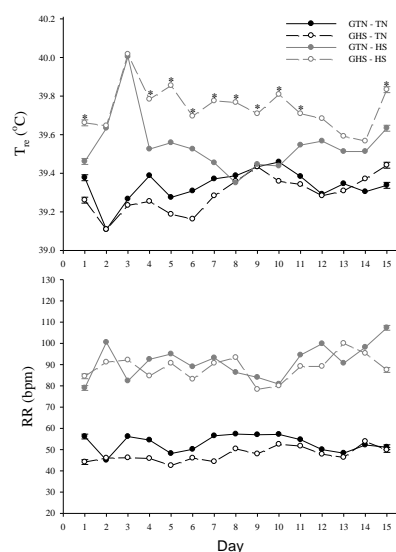 GTN - TN
GHS - TN
GTN - HS
GHS - HS
40.2
40.0
39.8
39.6
39.4
39.2
39.0
Tre (°C)
* * * * * * * * * * *
0 1 2 3 4 5 6 7 8 9 10 11 12 13 14 15
Day
140
130
120
110
100
90
80
70
60
50
40
30
20
RR (bpm)
0 1 2 3 4 5 6 7 8 9 10 11 12 13 14 15
Day